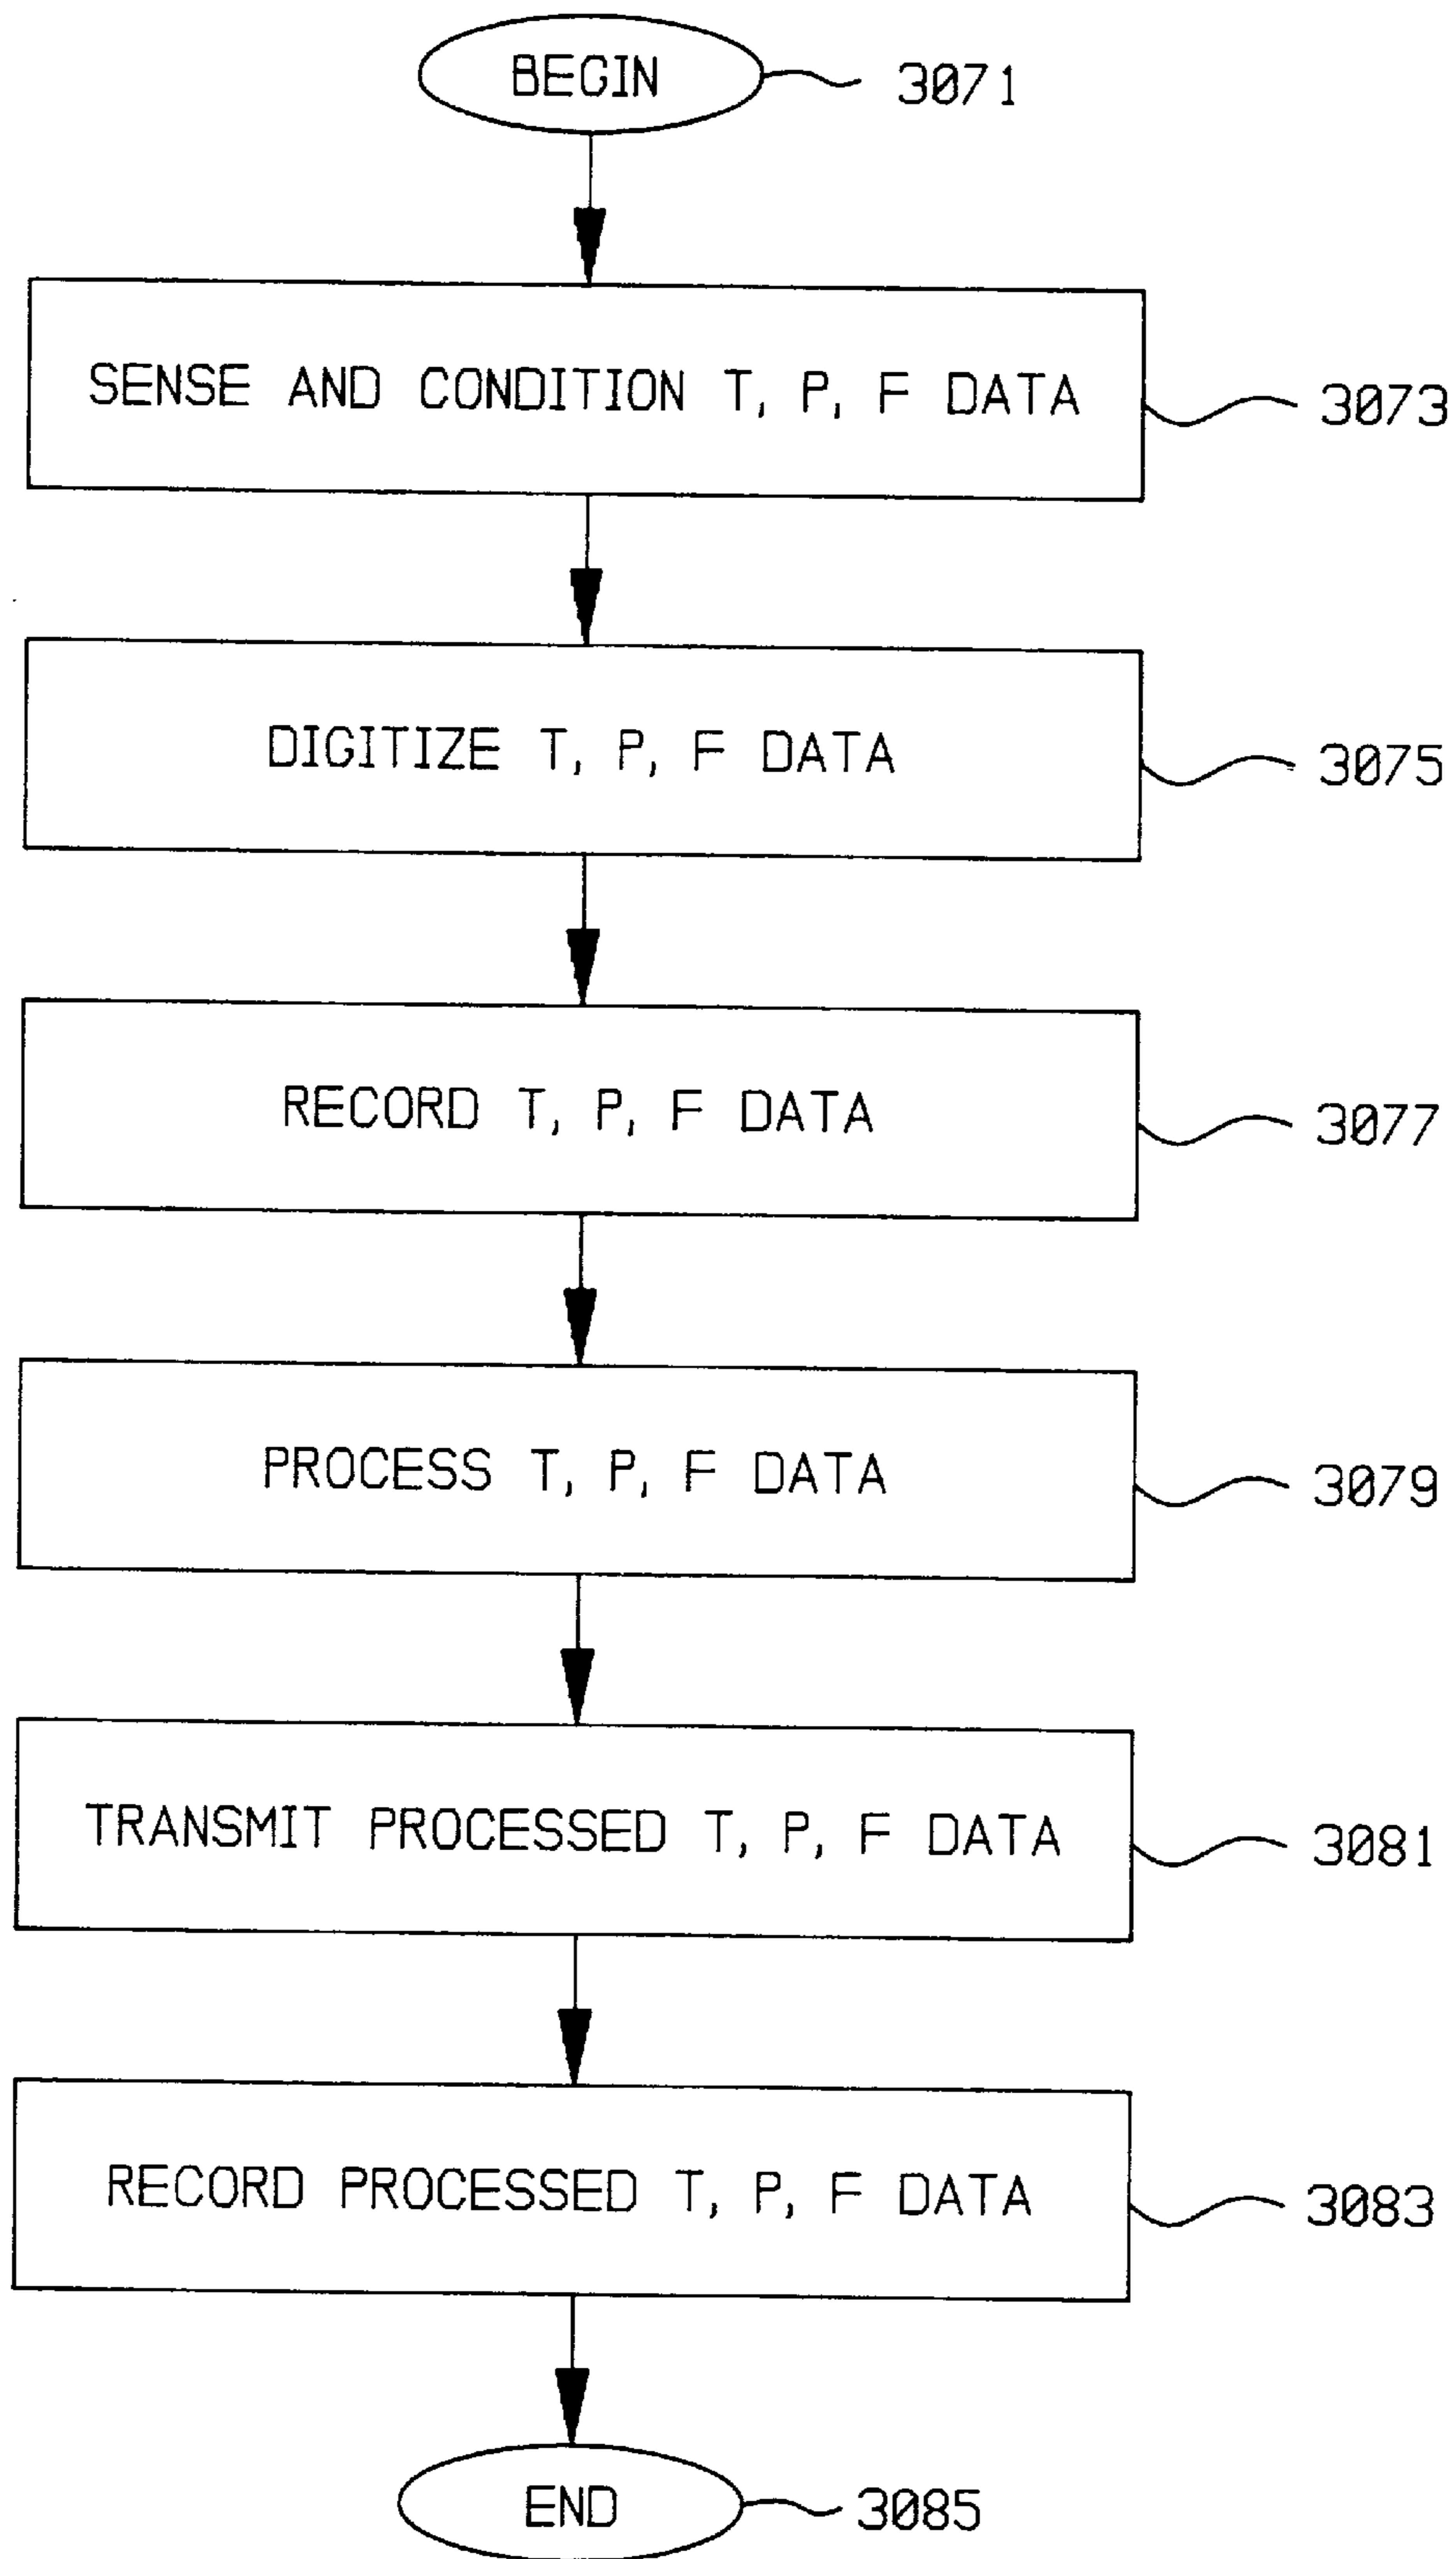 BEGIN
3071
SENSE AND CONDITION T, P, F DATA
3073
DIGITIZE T, P, F DATA
3075
RECORD T, P, F DATA
3077
PROCESS T, P, F DATA
3079
TRANSMIT PROCESSED T, P, F DATA
3081
RECORD PROCESSED T, P, F DATA
3083
END
3085